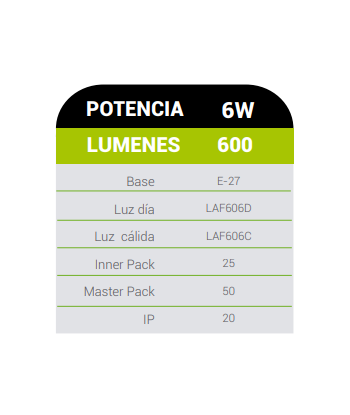 POTENCIA 6W
LUMENES 600
Base E-27
Luz día LAF606D
Luz cálida LAF606C
Inner Pack 25
Master Pack 50
IP 20